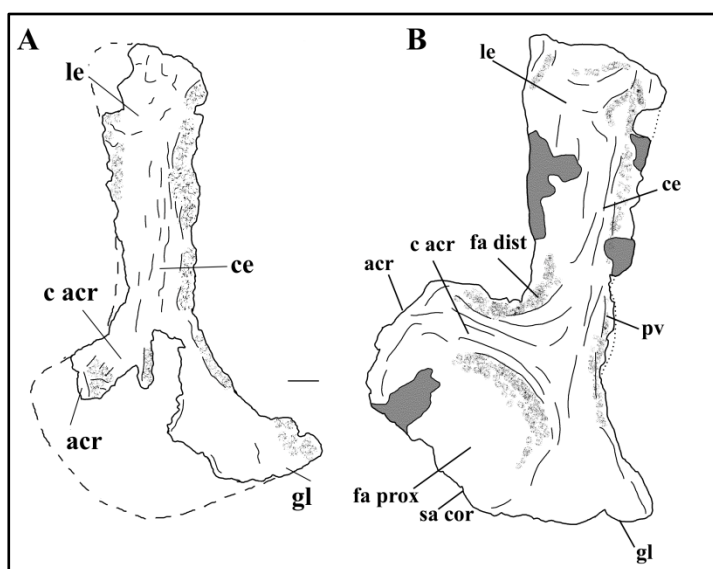 A
B
le
ce
c acr
acr
gl
le
ce
fa dist
c acr
acr
pv
fa prox
sa cor
gl